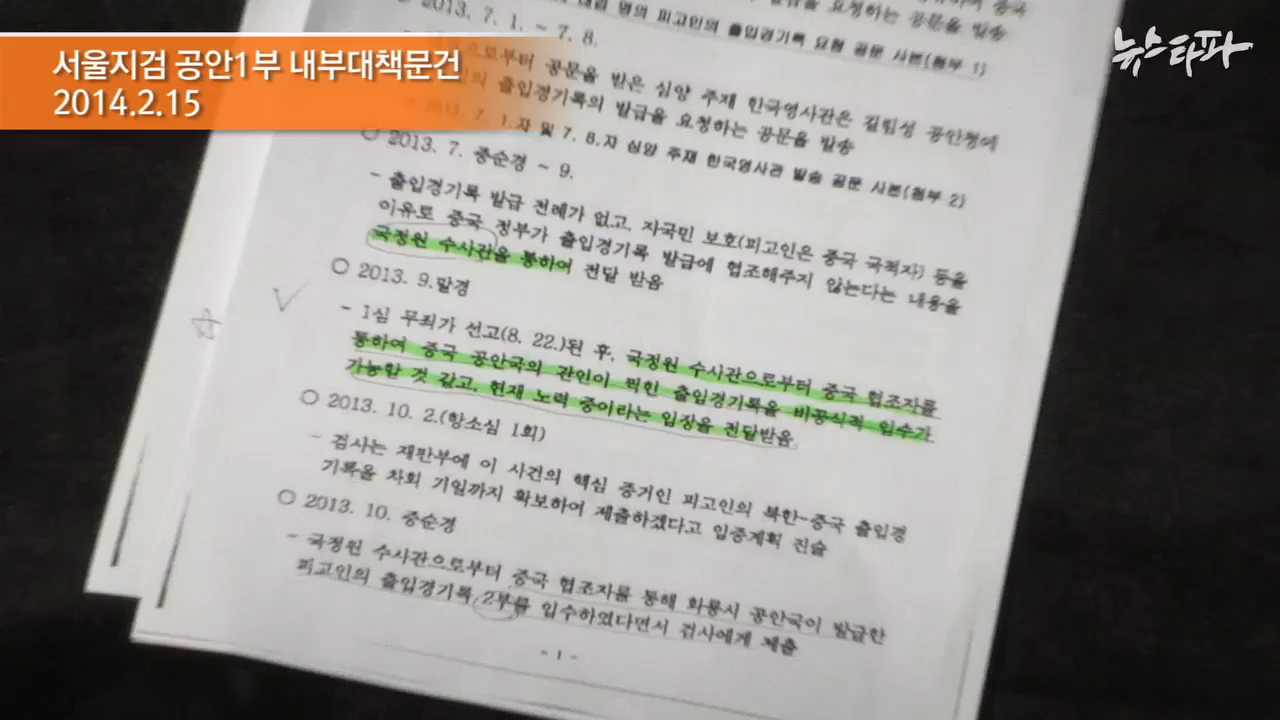 서울지검 공안1부 내부대책문건
2014.2.15
뉴스타파
피고인의 출입경기록 요청 공문 사본(첨부 1)
2013. 7. 1. ~ 7. 8.
공문을 받은 심양 주재 한국영사관은 길림성 공안청에
출입경기록의 발급을 요청하는 공문을 발송
7. 1.자 및 7. 8.자 심양 주재 한국영사관 발송 공문 사본(첨부 2)
○ 2013. 7. 중순경 ~ 9.
- 출입경기록 발급 전례가 없고, 자국민 보호(피고인은 중국 국적자) 등을
이유로 중국 정부가 출입경기록 발급에 협조해주지 않는다는 내용을
국정원 수사관을 통하여 전달 받음
○ 2013. 9.말경
- 1심 무죄가 선고(8. 22.)된 후, 국정원 수사관으로부터 중국 협조자를
통하여 중국 공안국의 관인이 찍힌 출입경기록을 비공식적 입수가
가능할 것 같고, 현재 노력 중이라는 입장을 전달받음
○ 2013. 10. 2.(항소심 1회)
- 검사는 재판부에 이 사건의 핵심 증거인 피고인의 북한-중국 출입경
기록을 차회 기일까지 확보하여 제출하겠다고 입증계획 진술
○ 2013. 10. 중순경
- 국정원 수사관으로부터 중국 협조자를 통해 화룡시 공안국이 발급한
피고인의 출입경기록 2부를 입수하였다면서 검사에게 제출
- 1 -